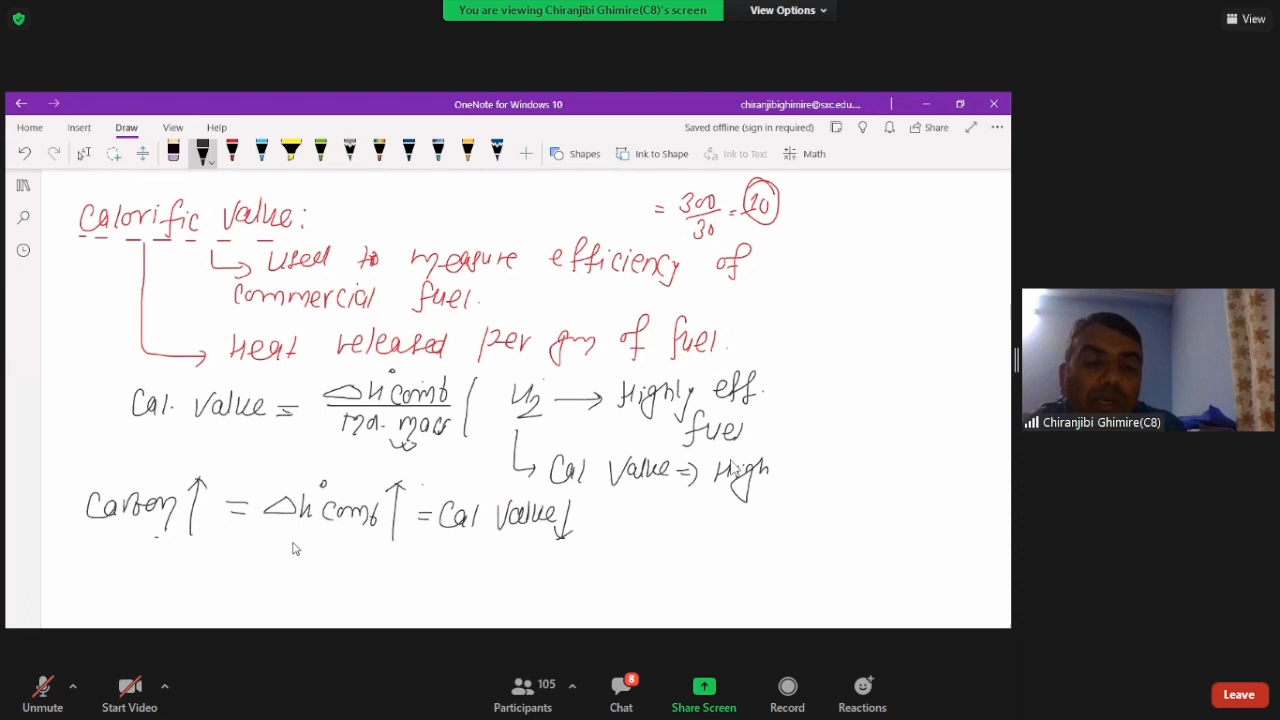 You are viewing Chiranjibi Ghimire(C8)'s screen
View Options
View
OneNote for Windows 10
chiranjibighimire@sxc.edu....
Home Insert Draw View Help
Saved offline (sign in required)
Share
Shapes
Ink to Shape
Ink to Text
Math
= 300/30 = 10
Calorific value:
Used to measure efficiency of
commercial fuel.
Heat released per gm of fuel.
Cal. value = ΔH° comb / mol. mass
H2 → Highly eff.
fuel
Cal value ⇒ High
Carbon ↑ = ΔH° comb ↑ = Cal value ↓
Chiranjibi Ghimire(C8)
Unmute
Start Video
105
Participants
8
Chat
Share Screen
Record
Reactions
Leave